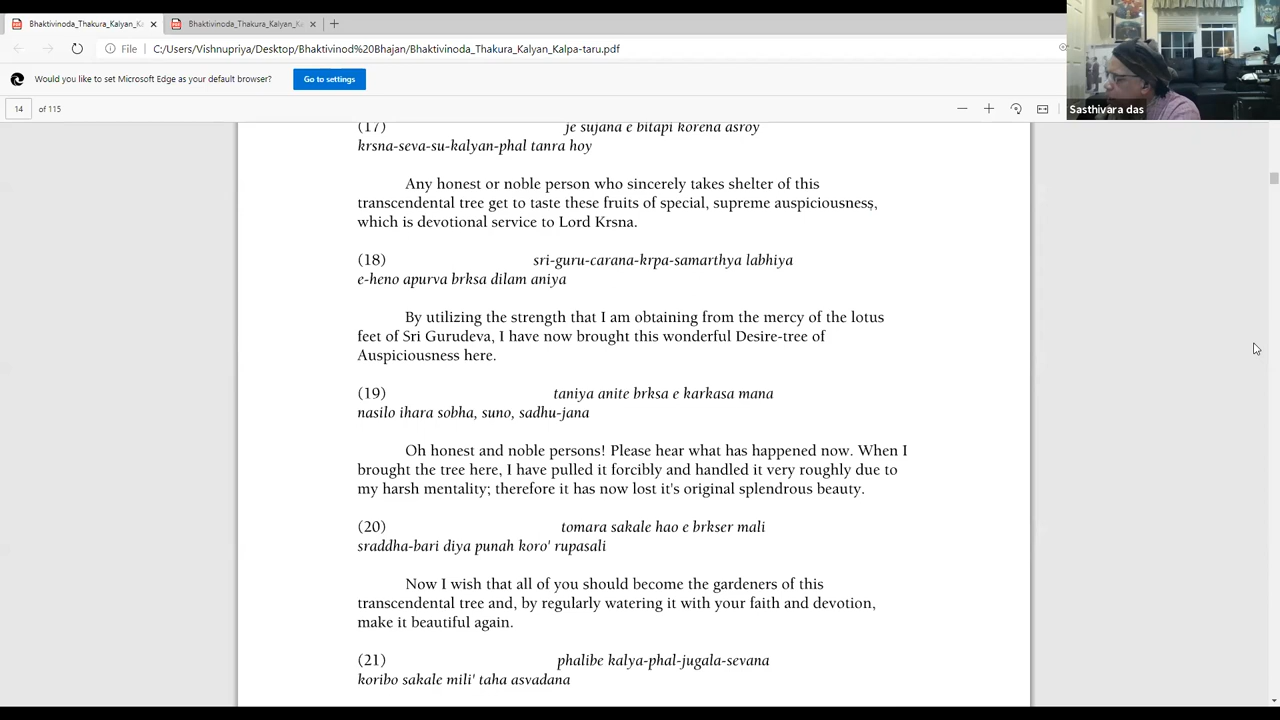 Bhaktivinoda_Thakura_Kalyan_Ka
Bhaktivinoda_Thakura_Kalyan_K
File
C:/Users/Vishnupriya/Desktop/Bhaktivinod%20Bhajan/Bhaktivinoda_Thakura_Kalyan_Kalpa-taru.pdf
Would you like to set Microsoft Edge as your default browser?
Go to settings
14 of 115
Sasthivara das
(17) je sujana e bitapi korena asroy
krsna-seva-su-kalyan-phal tanra hoy
Any honest or noble person who sincerely takes shelter of this
transcendental tree get to taste these fruits of special, supreme auspiciousness,
which is devotional service to Lord Krsna.
(18) sri-guru-carana-krpa-samarthya labhiya
e-heno apurva brksa dilam aniya
By utilizing the strength that I am obtaining from the mercy of the lotus
feet of Sri Gurudeva, I have now brought this wonderful Desire-tree of
Auspiciousness here.
(19) taniya anite brksa e karkasa mana
nasilo ihara sobha, suno, sadhu-jana
Oh honest and noble persons! Please hear what has happened now. When I
brought the tree here, I have pulled it forcibly and handled it very roughly due to
my harsh mentality; therefore it has now lost it's original splendrous beauty.
(20) tomara sakale hao e brkser mali
sraddha-bari diya punah koro' rupasali
Now I wish that all of you should become the gardeners of this
transcendental tree and, by regularly watering it with your faith and devotion,
make it beautiful again.
(21) phalibe kalya-phal-jugala-sevana
koribo sakale mili' taha asvadana